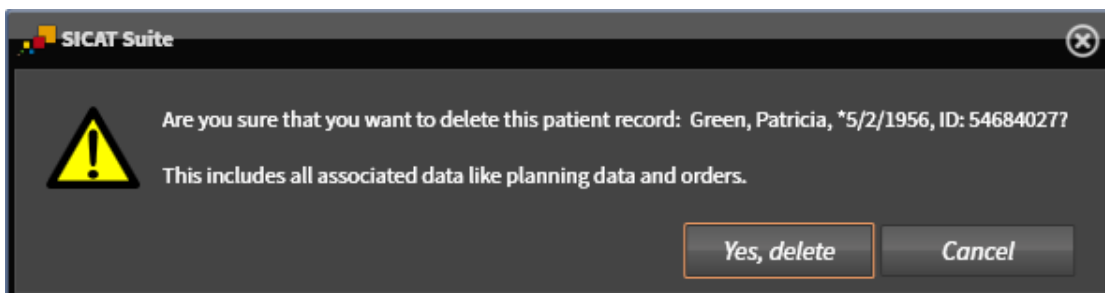 SICAT Suite
Are you sure that you want to delete this patient record: Green, Patricia, *5/2/1956, ID: 54684027?
This includes all associated data like planning data and orders.
Yes, delete
Cancel